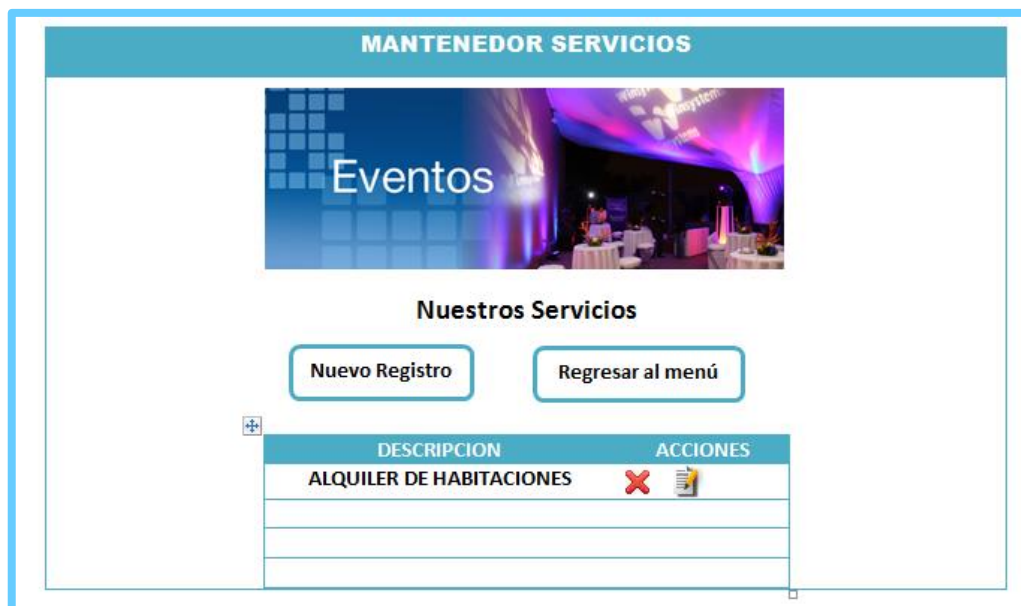 MANTENEDOR SERVICIOS
Eventos
Nuestros Servicios
Nuevo Registro
Regresar al menú
DESCRIPCION ACCIONES
ALQUILER DE HABITACIONES